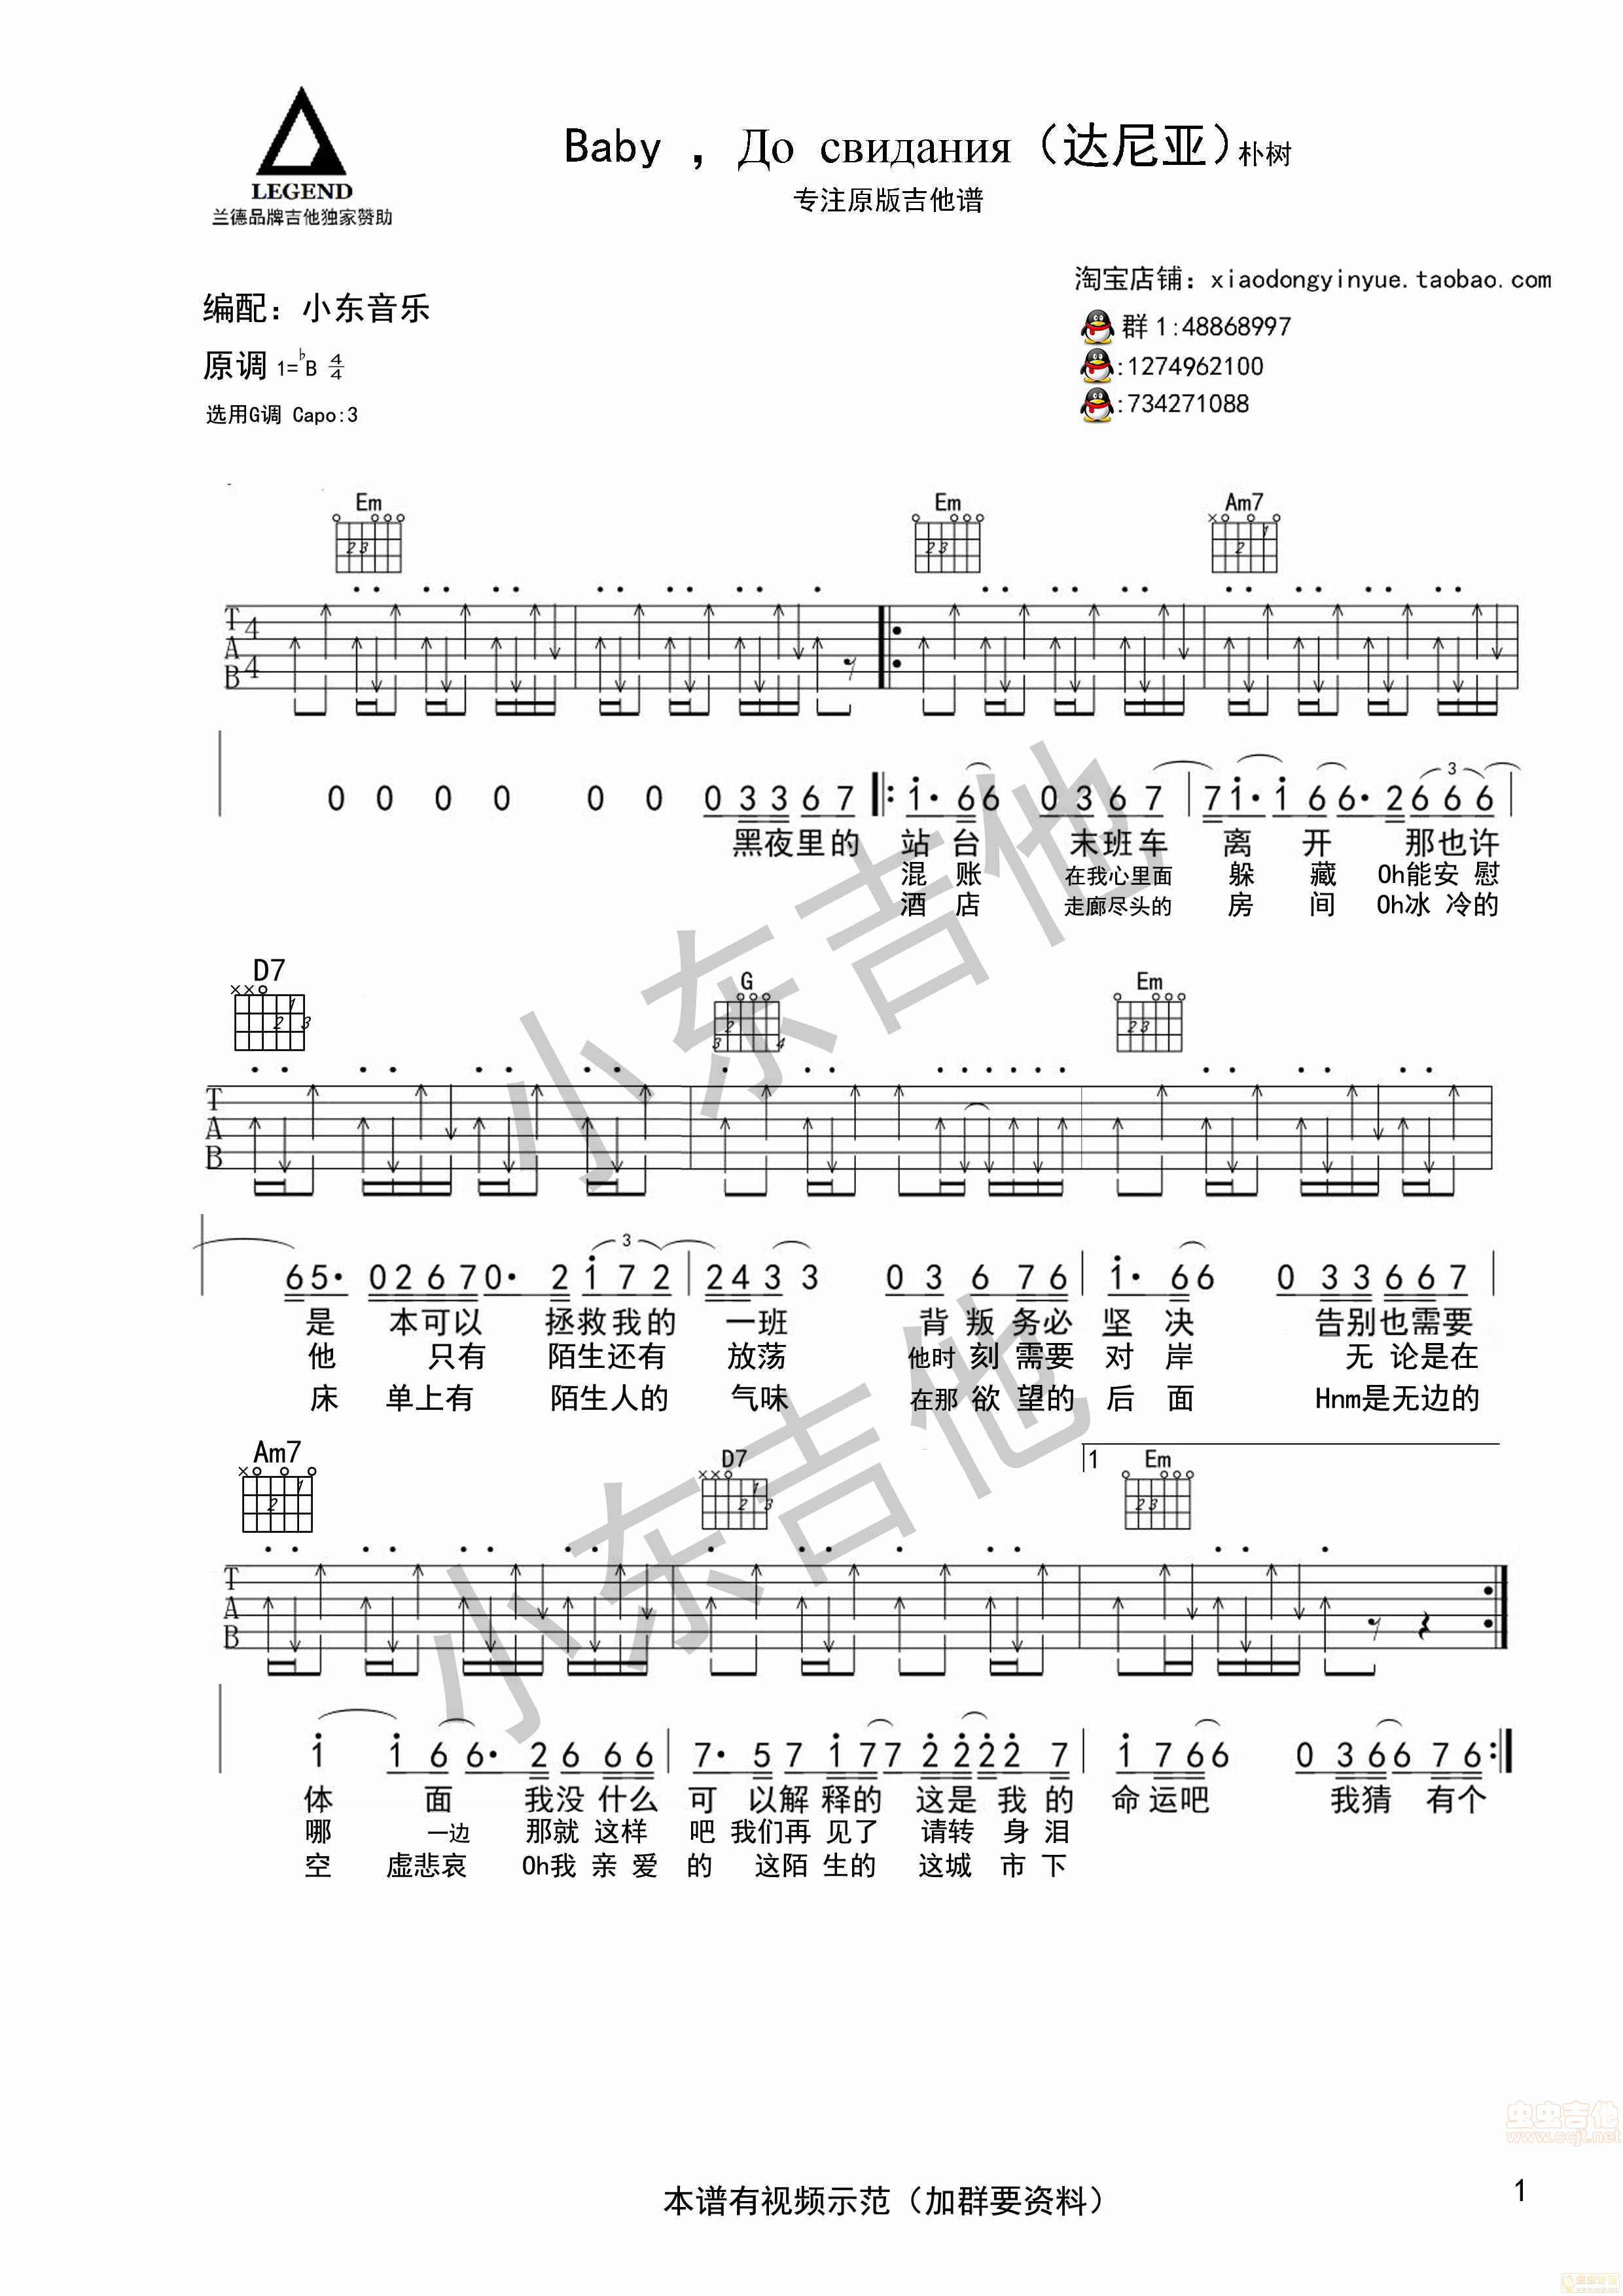 LEGEND
兰德品牌吉他独家赞助
Baby ，До свидания（达尼亚）朴树
专注原版吉他谱
淘宝店铺：xiaodongyinyue.taobao.com
编配：小东音乐
群1:48868997
原调 1=♭B 4/4
:1274962100
选用G调 Capo:3
:734271088
Em Em Am7
T 4
A
B 4
0 0 0 0 0 0 0 3 3 6 7 1· 6 6 0 3 6 7 7 1· 1 6 6· 2 6 6 6
黑夜里的 站 台 末班车 离 开 那也许
混 账 在我心里面 躲 藏 Oh能安 慰
酒 店 走廊尽头的 房 间 Oh冰 冷的
D7 G Em
T
A
B
6 5· 0 2 6 7 0· 2 1 7 2 2 4 3 3 0 3 6 7 6 1· 6 6 0 3 3 6 6 7
是 本可以 拯救我的 一班 背 叛 务必 坚 决 告别也需要
他 只有 陌生还有 放荡 他时 刻 需要 对 岸 无 论是在
床 单上有 陌生人的 气味 在那 欲 望的 后 面 Hnm是无边的
Am7 D7 1 Em
T
A
B
1 1 6 6· 2 6 6 6 7· 5 7 1 7 7 2 2 2 2 7 1 7 6 6 0 3 6 6 7 6
体 面 我没 什么 可 以解 释的 这是 我 的 命 运吧 我猜 有个
哪 一边 那就 这样 吧 我们再 见了 请转 身 泪
空 虚悲哀 Oh我 亲 爱 的 这陌 生的 这城 市 下
小东吉他
小东吉他
虫虫吉他
www.ccjt.net
本谱有视频示范（加群要资料）
1